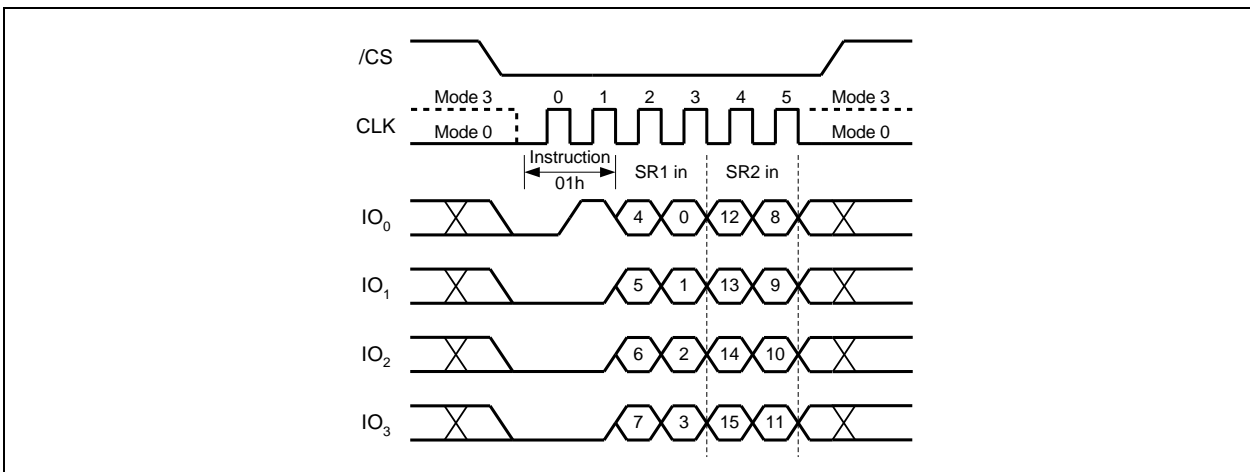 /CS
Mode 3 0 1 2 3 4 5 Mode 3
CLK Mode 0 Mode 0
Instruction
01h SR1 in SR2 in
IO0 4 0 12 8
IO1 5 1 13 9
IO2 6 2 14 10
IO3 7 3 15 11